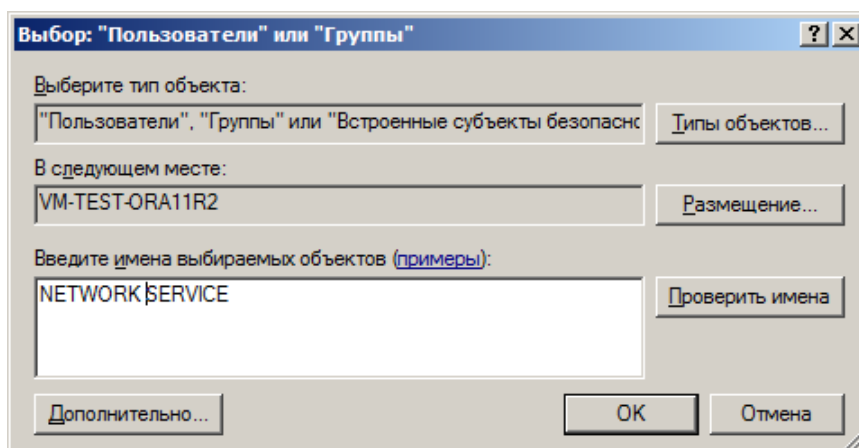 Выбор: "Пользователи" или "Группы"
Выберите тип объекта:
"Пользователи", "Группы" или "Встроенные субъекты безопасно
Типы объектов...
В следующем месте:
VM-TEST-ORA11R2
Размещение...
Введите имена выбираемых объектов (примеры):
NETWORK SERVICE
Проверить имена
Дополнительно...
OK
Отмена